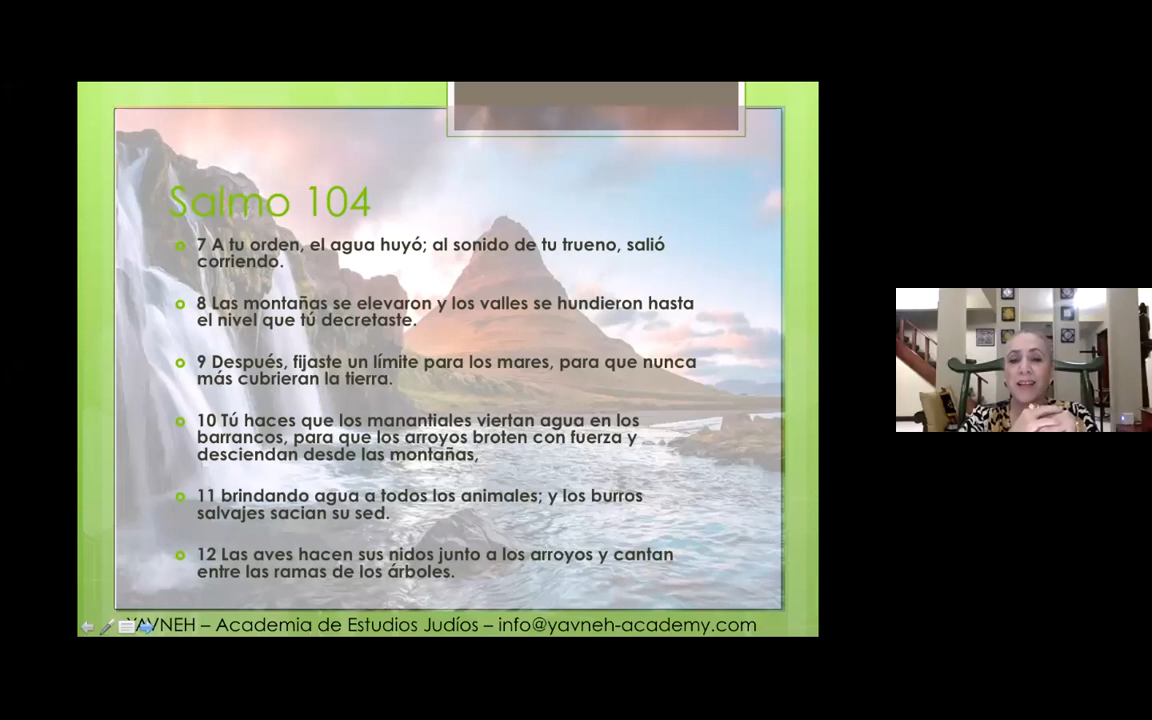 Salmo 104
7 A tu orden, el agua huyó; al sonido de tu trueno, salió
corriendo.
8 Las montañas se elevaron y los valles se hundieron hasta
el nivel que tú decretaste.
9 Después, fijaste un límite para los mares, para que nunca
más cubrieran la tierra.
10 Tú haces que los manantiales viertan agua en los
barrancos, para que los arroyos broten con fuerza y
desciendan desde las montañas,
11 brindando agua a todos los animales; y los burros
salvajes sacian su sed.
12 Las aves hacen sus nidos junto a los arroyos y cantan
entre las ramas de los árboles.
YAVNEH – Academia de Estudios Judíos – info@yavneh-academy.com